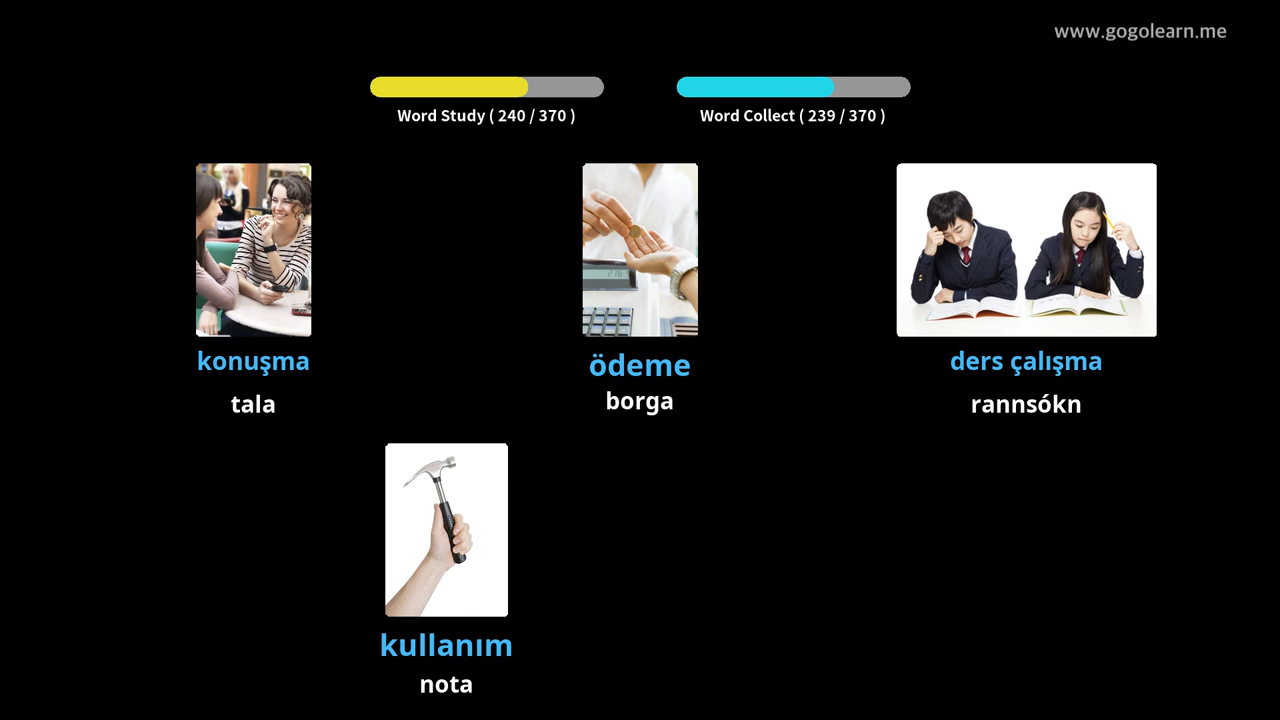 www.gogolearn.me
Word Study ( 240 / 370 )
Word Collect ( 239 / 370 )
konuşma
tala
ödeme
borga
ders çalışma
rannsókn
kullanım
nota